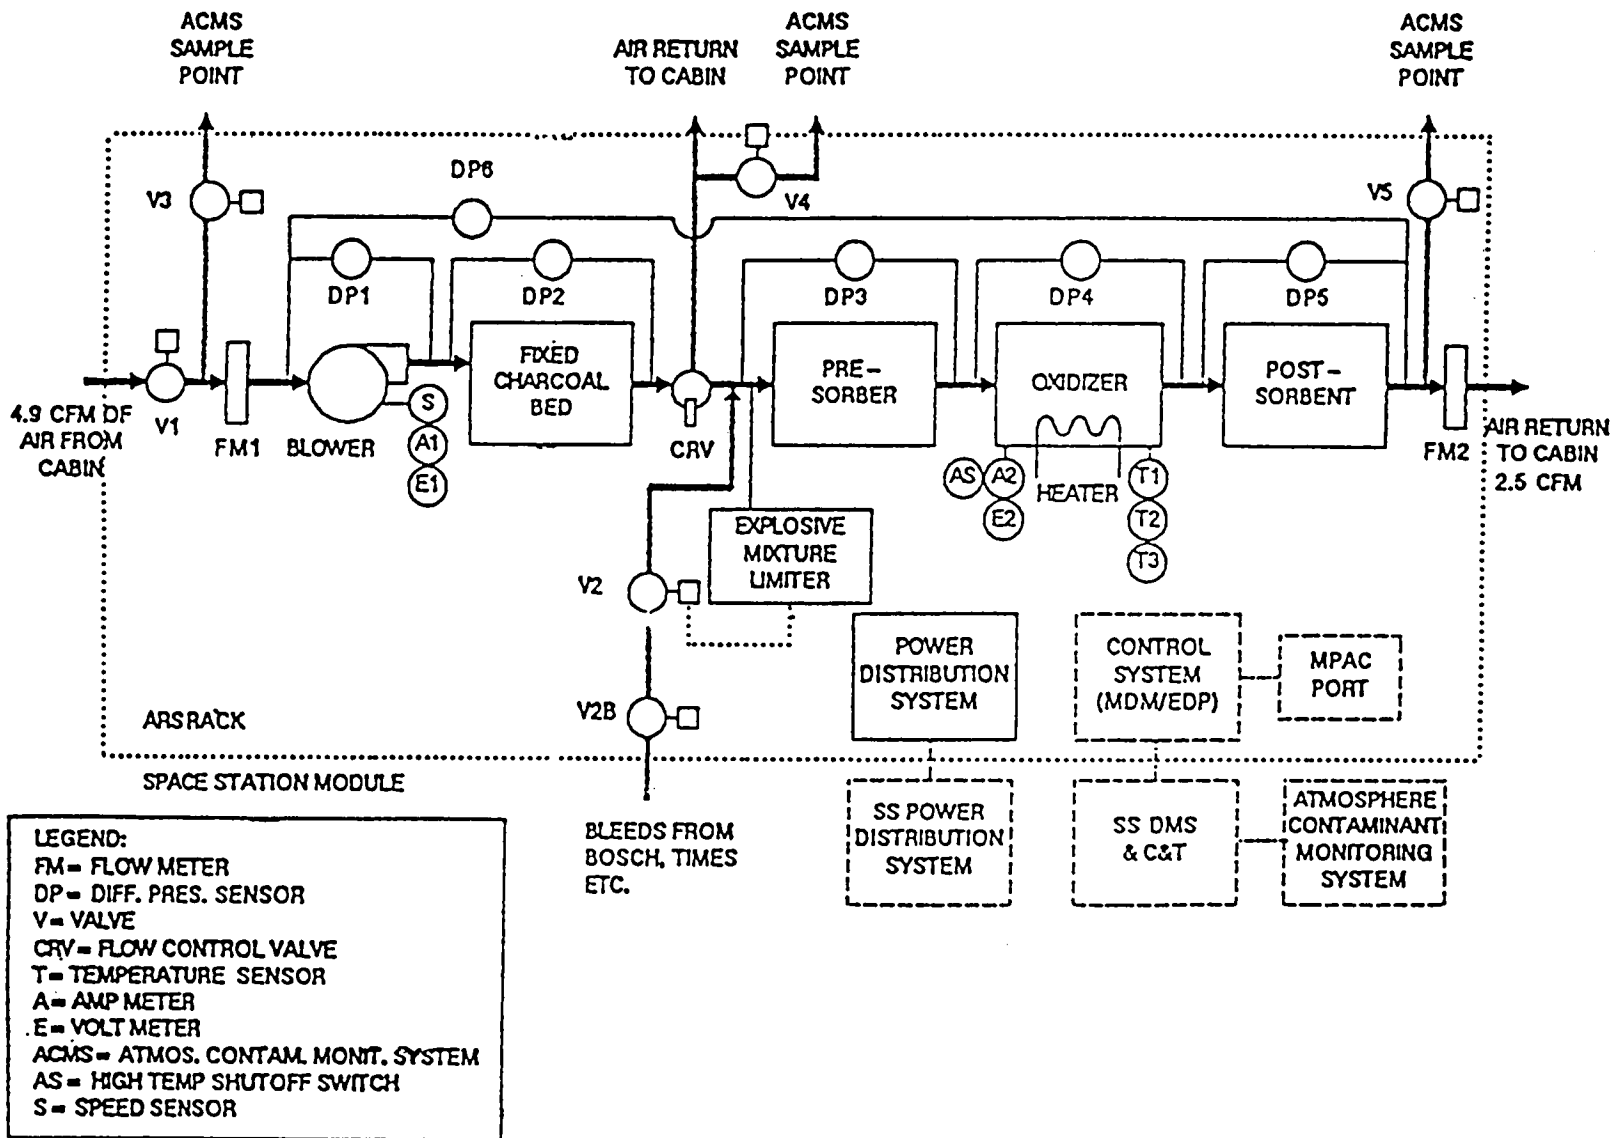 ACMS
SAMPLE
POINT
AIR RETURN
TO CABIN
ACMS
SAMPLE
POINT
ACMS
SAMPLE
POINT
V3
DP6
V4
V5
DP1
DP2
DP3
DP4
DP5
FIXED
CHARCOAL
BED
PRE-
SORBER
OXIDIZER
POST-
SORBENT
4.9 CFM OF
AIR FROM
CABIN
V1
FM1
BLOWER
S
A1
E1
CRV
AS
A2
E2
HEATER
T1
T2
T3
FM2
AIR RETURN
TO CABIN
2.5 CFM
EXPLOSIVE
MIXTURE
LIMITER
V2
V2B
POWER
DISTRIBUTION
SYSTEM
CONTROL
SYSTEM
(MDM/EDP)
MPAC
PORT
ARS RACK
SPACE STATION MODULE
BLEEDS FROM
BOSCH, TIMES
ETC.
SS POWER
DISTRIBUTION
SYSTEM
SS DMS
& C&T
ATMOSPHERE
CONTAMINANT
MONITORING
SYSTEM
LEGEND:
FM= FLOW METER
DP= DIFF. PRES. SENSOR
V= VALVE
CRV= FLOW CONTROL VALVE
T= TEMPERATURE SENSOR
A= AMP METER
E= VOLT METER
ACMS= ATMOS. CONTAM. MONIT. SYSTEM
AS= HIGH TEMP SHUTOFF SWITCH
S= SPEED SENSOR